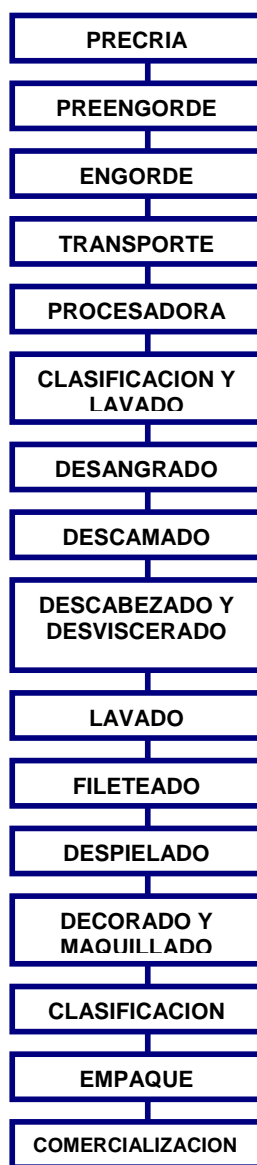 PRECRIA
PREENGORDE
ENGORDE
TRANSPORTE
PROCESADORA
CLASIFICACION Y
LAVADO
DESANGRADO
DESCAMADO
DESCABEZADO Y
DESVISCERADO
LAVADO
FILETEADO
DESPIELADO
DECORADO Y
MAQUILLADO
CLASIFICACION
EMPAQUE
COMERCIALIZACION